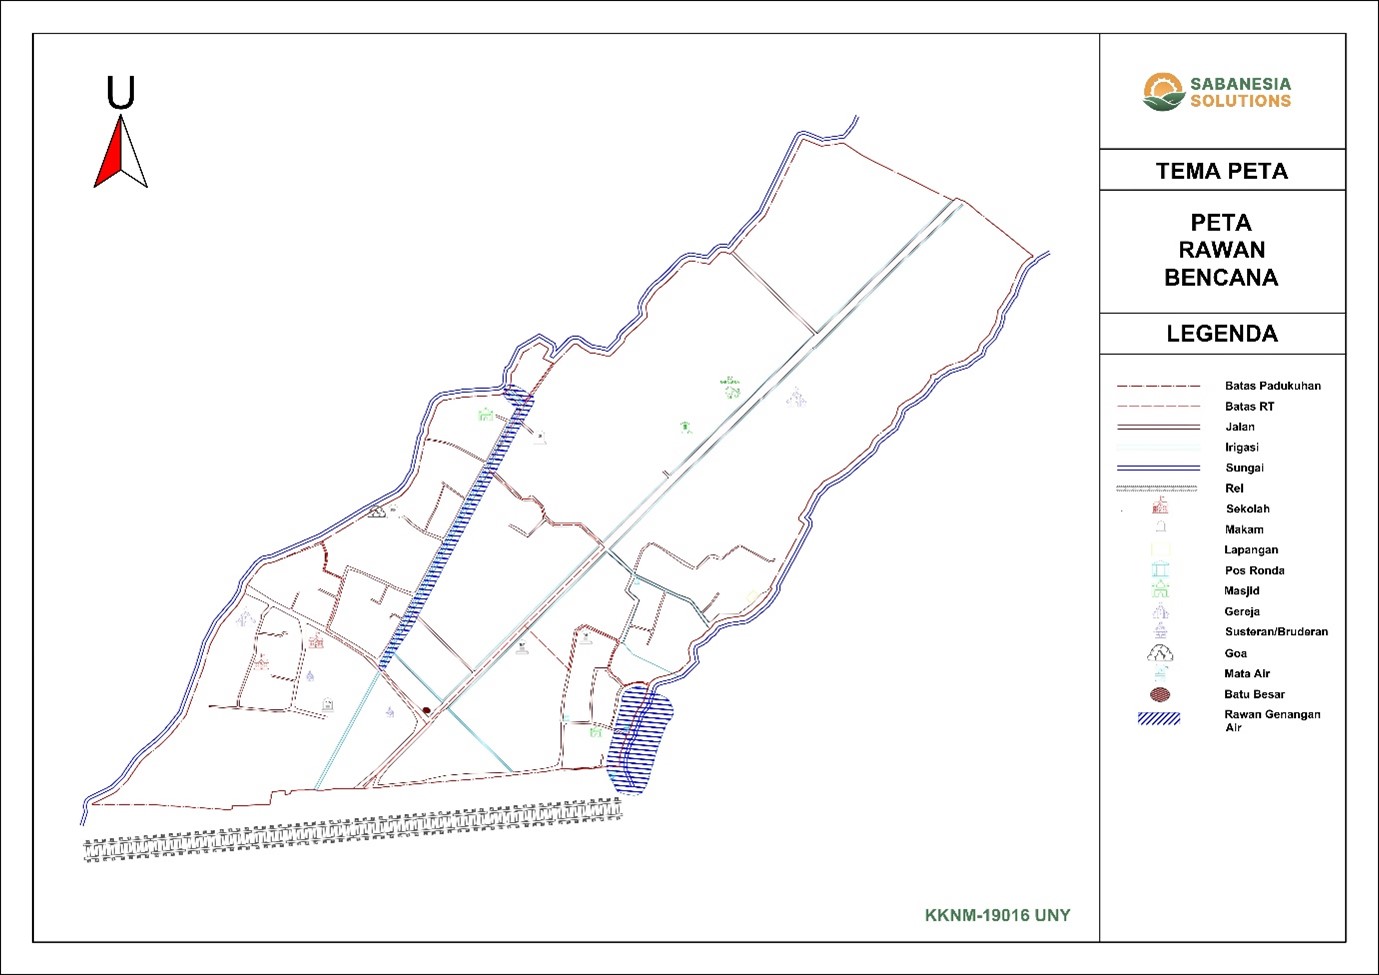 U
SABANESIA
SOLUTIONS
TEMA PETA
PETA
RAWAN
BENCANA
LEGENDA
Batas Padukuhan
Batas RT
Jalan
Irigasi
Sungai
Rel
Sekolah
Makam
Lapangan
Pos Ronda
Masjid
Gereja
Susteran/Bruderan
Goa
Mata Air
Batu Besar
Rawan Genangan
Air
KKNM-19016 UNY